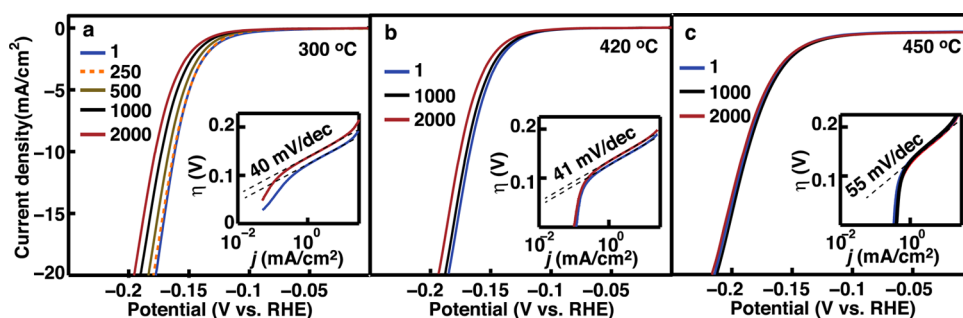 0
−5
−10
−15
−20
Current density(mA/cm²)
a
300 °C
1
250
500
1000
2000
40 mV/dec
0.2
0.1
0
η (V)
10⁻² 10⁰
j (mA/cm²)
−0.2 −0.15 −0.1 −0.05
Potential (V vs. RHE)
b
420 °C
1
1000
2000
41 mV/dec
0.2
0.1
η (V)
10⁻² 10⁰
j (mA/cm²)
−0.2 −0.15 −0.1 −0.05
Potential (V vs. RHE)
c
450 °C
1
1000
2000
55 mV/dec
0.2
0.1
η (V)
10⁻² 10⁰
j (mA/cm²)
−0.2 −0.15 −0.1 −0.05
Potential (V vs. RHE)